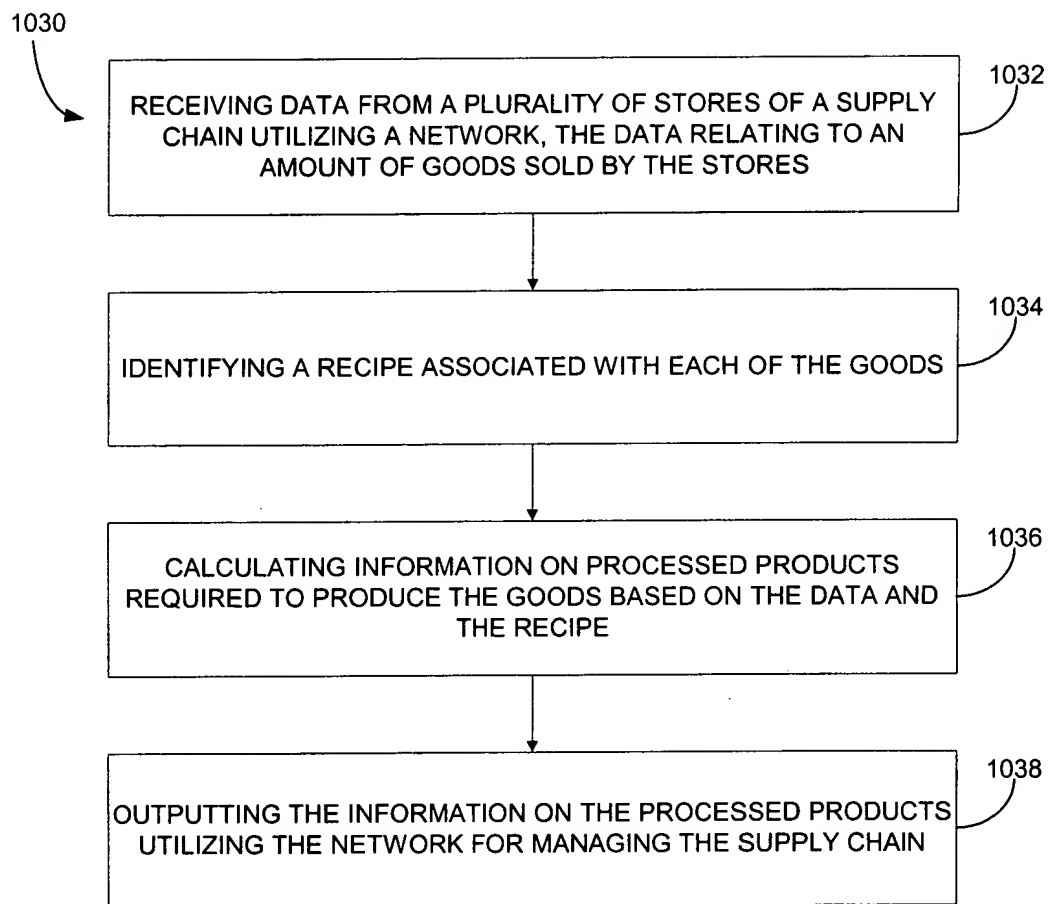 1030
1032
RECEIVING DATA FROM A PLURALITY OF STORES OF A SUPPLY
CHAIN UTILIZING A NETWORK, THE DATA RELATING TO AN
AMOUNT OF GOODS SOLD BY THE STORES
1034
IDENTIFYING A RECIPE ASSOCIATED WITH EACH OF THE GOODS
1036
CALCULATING INFORMATION ON PROCESSED PRODUCTS
REQUIRED TO PRODUCE THE GOODS BASED ON THE DATA AND
THE RECIPE
1038
OUTPUTTING THE INFORMATION ON THE PROCESSED PRODUCTS
UTILIZING THE NETWORK FOR MANAGING THE SUPPLY CHAIN